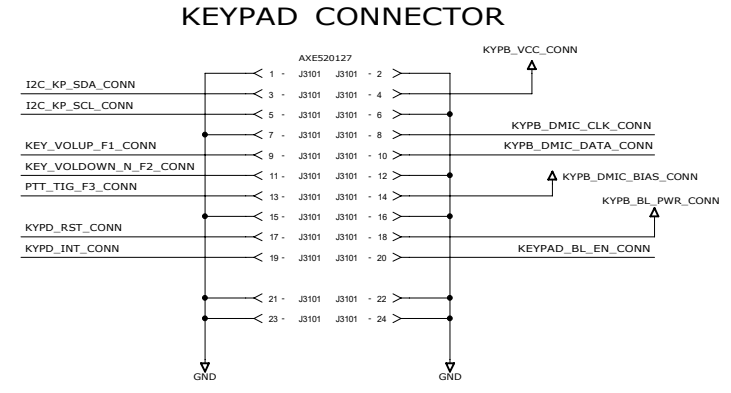 KEYPAD CONNECTOR
AXE520127
KYPB_VCC_CONN
1 - J3101 J3101 - 2
I2C_KP_SDA_CONN 3 - J3101 J3101 - 4
I2C_KP_SCL_CONN 5 - J3101 J3101 - 6
7 - J3101 J3101 - 8 KYPB_DMIC_CLK_CONN
KEY_VOLUP_F1_CONN 9 - J3101 J3101 - 10 KYPB_DMIC_DATA_CONN
KEY_VOLDOWN_N_F2_CONN 11 - J3101 J3101 - 12 KYPB_DMIC_BIAS_CONN
PTT_TIG_F3_CONN 13 - J3101 J3101 - 14
KYPB_BL_PWR_CONN
15 - J3101 J3101 - 16
KYPD_RST_CONN 17 - J3101 J3101 - 18
KYPD_INT_CONN 19 - J3101 J3101 - 20 KEYPAD_BL_EN_CONN
21 - J3101 J3101 - 22
23 - J3101 J3101 - 24
GND GND